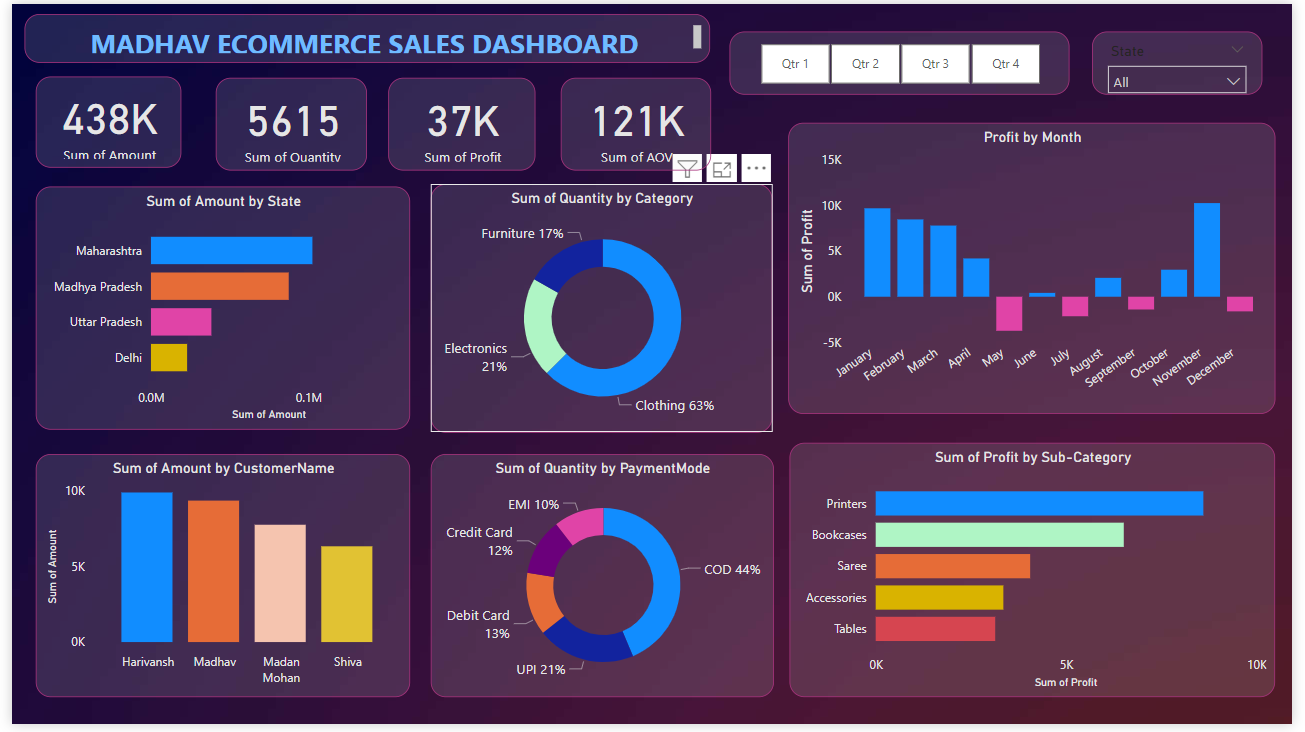 MADHAV ECOMMERCE SALES DASHBOARD
Qtr 1
Qtr 2
Qtr 3
Qtr 4
State
All
438K
Sum of Amount
5615
Sum of Quantity
37K
Sum of Profit
121K
Sum of AOV
Sum of Amount by State
Maharashtra
Madhya Pradesh
Uttar Pradesh
Delhi
0.0M
0.1M
Sum of Amount
Sum of Quantity by Category
Furniture 17%
Electronics
21%
Clothing 63%
Profit by Month
Sum of Profit
15K
10K
5K
0K
-5K
January
February
March
April
May
June
July
August
September
October
November
December
Sum of Amount by CustomerName
Sum of Amount
10K
5K
0K
Harivansh
Madhav
Madan
Mohan
Shiva
Sum of Quantity by PaymentMode
EMI 10%
Credit Card
12%
Debit Card
13%
UPI 21%
COD 44%
Sum of Profit by Sub-Category
Printers
Bookcases
Saree
Accessories
Tables
0K
5K
10K
Sum of Profit